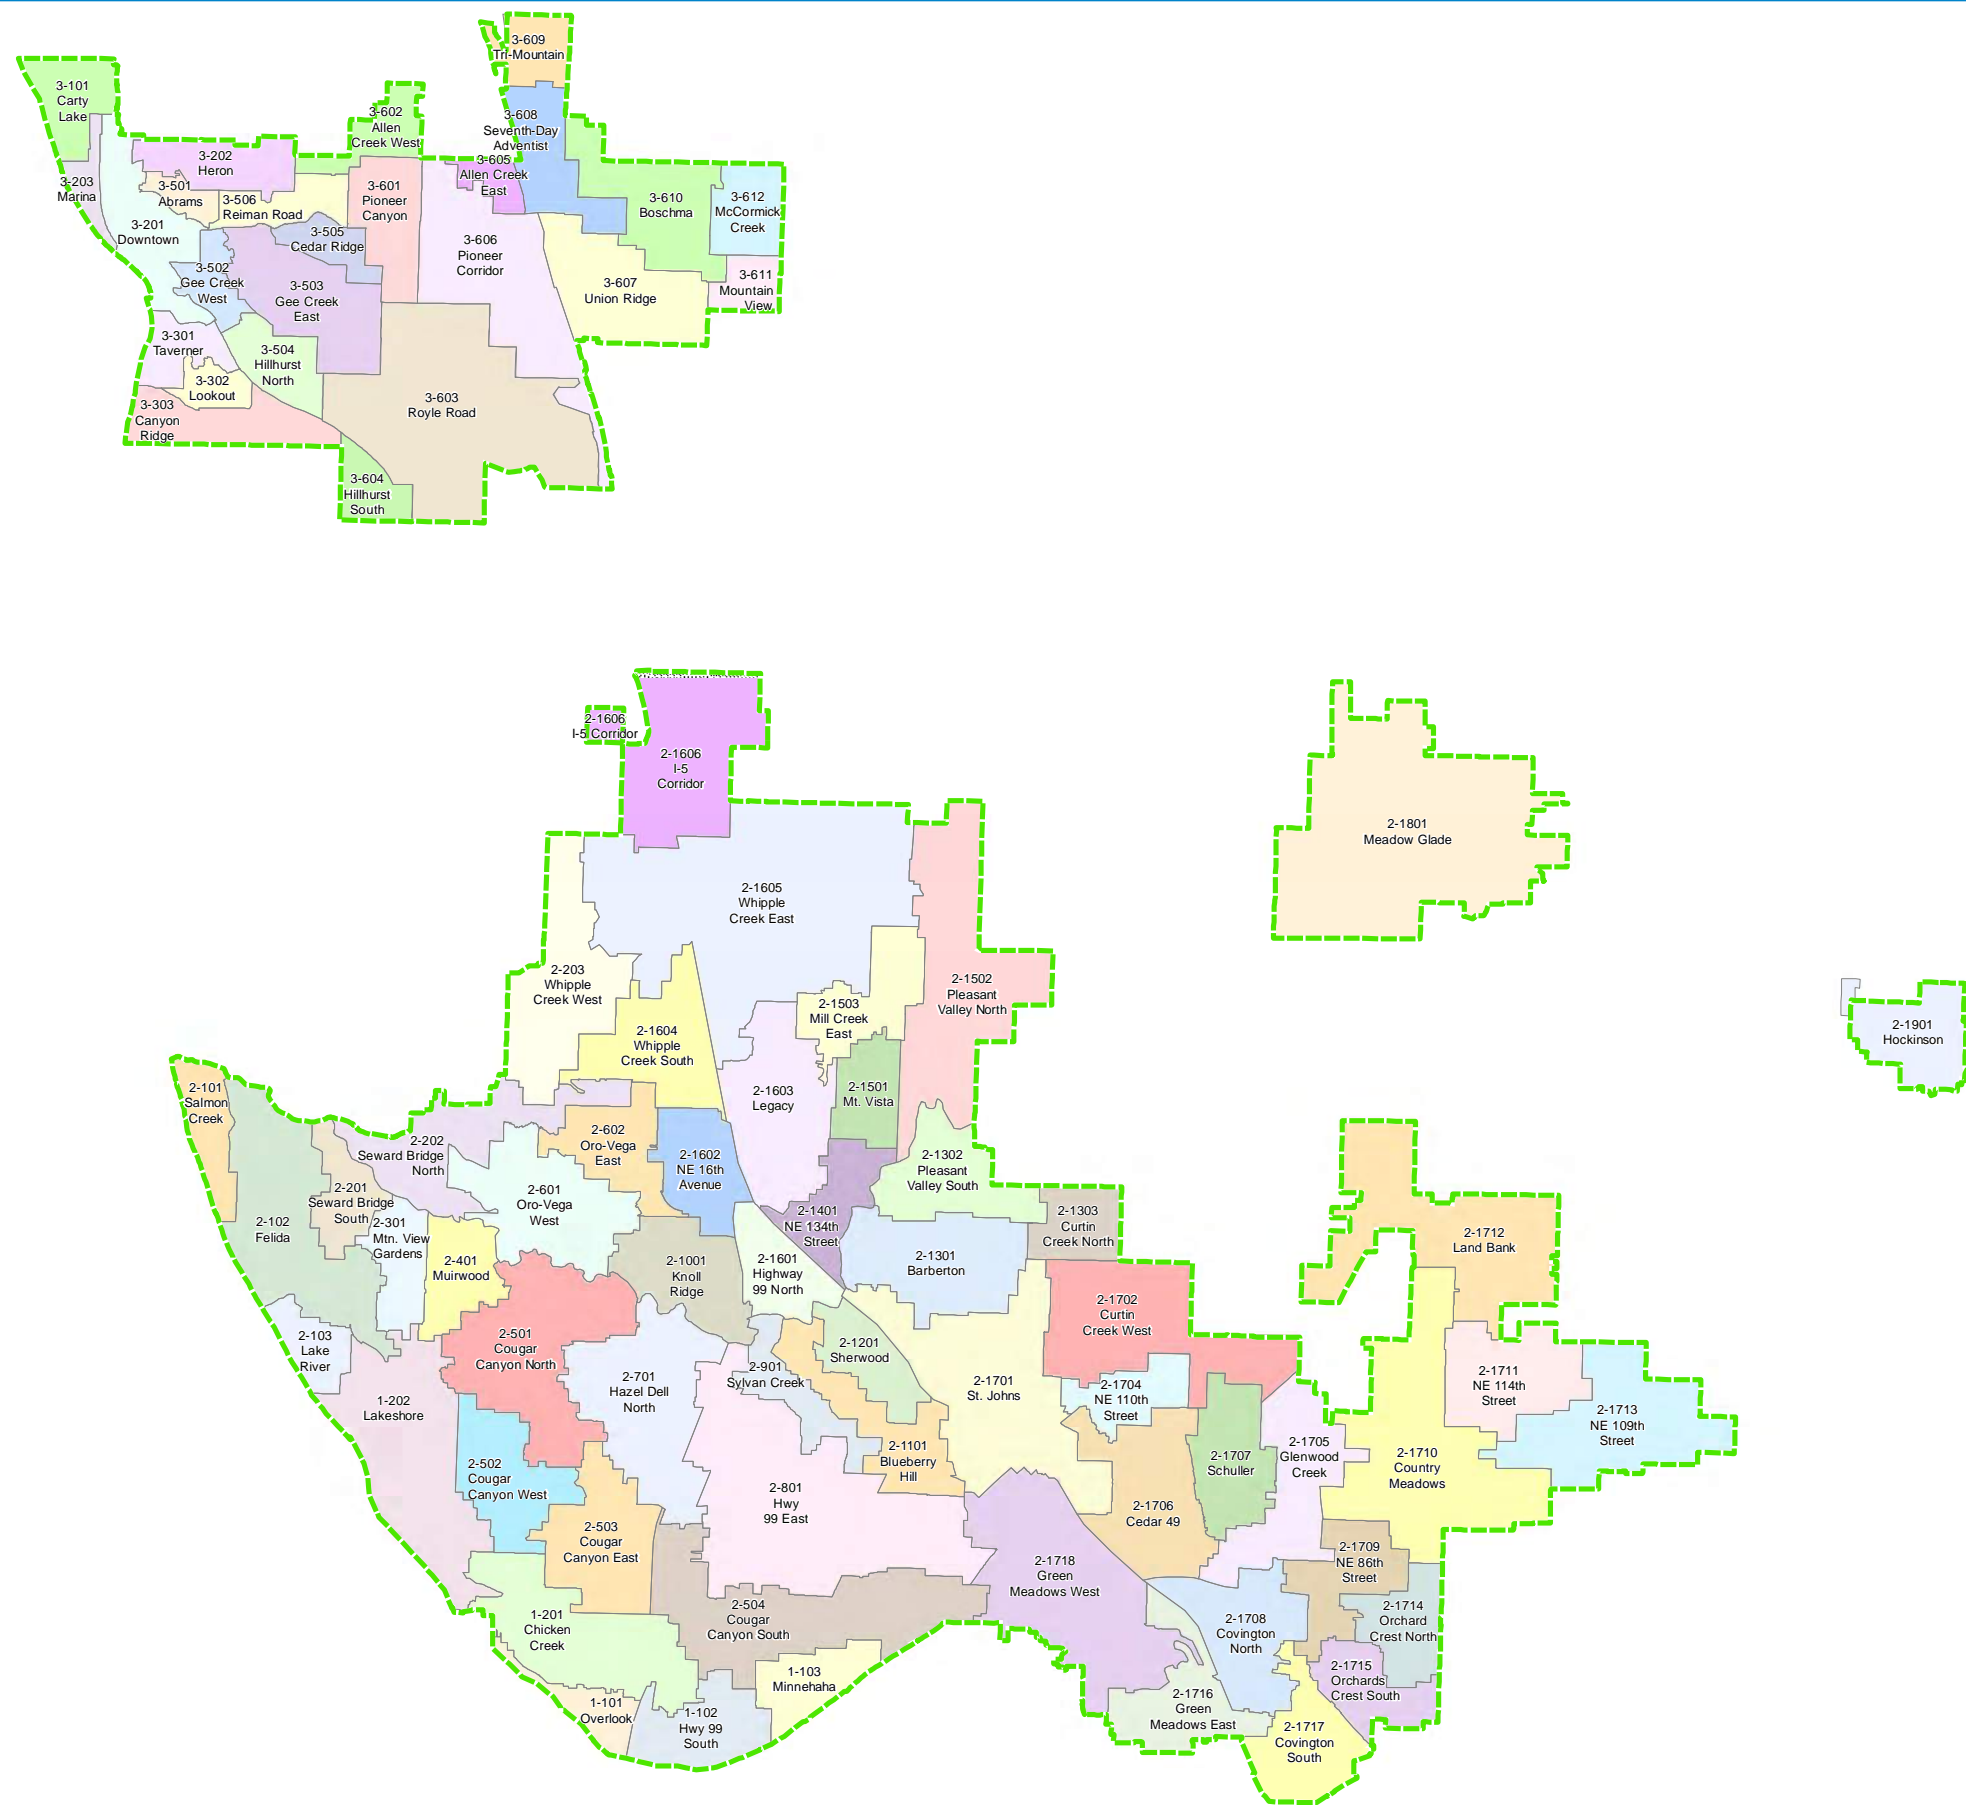 3-609
Tri-Mountain
3-101
Carty
Lake
3-602
Allen
Creek West
3-608
Seventh-Day
Adventist
3-202
Heron
3-605
Allen Creek
East
3-203
Marina
3-501
Abrams
3-506
Reiman Road
3-601
Pioneer
Canyon
3-610
Boschma
3-612
McCormick
Creek
3-201
Downtown
3-505
Cedar Ridge
3-606
Pioneer
Corridor
3-502
Gee Creek
West
3-503
Gee Creek
East
3-607
Union Ridge
3-611
Mountain
View
3-301
Taverner
3-504
Hillhurst
North
3-302
Lookout
3-303
Canyon
Ridge
3-603
Royle Road
3-604
Hillhurst
South
2-1606
I-5 Corridor
2-1606
I-5
Corridor
2-1801
Meadow Glade
2-1605
Whipple
Creek East
2-203
Whipple
Creek West
2-1502
Pleasant
Valley North
2-1503
Mill Creek
East
2-1604
Whipple
Creek South
2-1901
Hockinson
2-101
Salmon
Creek
2-1603
Legacy
2-1501
Mt. Vista
2-202
Seward Bridge
North
2-602
Oro-Vega
East
2-1602
NE 16th
Avenue
2-1302
Pleasant
Valley South
2-201
Seward Bridge
South
2-601
Oro-Vega
West
2-102
Felida
2-301
Mtn. View
Gardens
2-1401
NE 134th
Street
2-1303
Curtin
Creek North
2-1712
Land Bank
2-401
Muirwood
2-1001
Knoll
Ridge
2-1601
Highway
99 North
2-1301
Barberton
2-103
Lake
River
2-501
Cougar
Canyon North
2-1702
Curtin
Creek West
2-1201
Sherwood
2-901
Sylvan Creek
2-701
Hazel Dell
North
2-1701
St. Johns
2-1704
NE 110th
Street
2-1711
NE 114th
Street
1-202
Lakeshore
2-1713
NE 109th
Street
2-502
Cougar
Canyon West
2-1101
Blueberry
Hill
2-1707
Schuller
2-1705
Glenwood
Creek
2-1710
Country
Meadows
2-801
Hwy
99 East
2-1706
Cedar 49
2-503
Cougar
Canyon East
2-1709
NE 86th
Street
2-1718
Green
Meadows West
1-201
Chicken
Creek
2-504
Cougar
Canyon South
2-1708
Covington
North
2-1714
Orchard
Crest North
1-103
Minnehaha
2-1715
Orchards
Crest South
2-1716
Green
Meadows East
1-101
Overlook
1-102
Hwy 99
South
2-1717
Covington
South